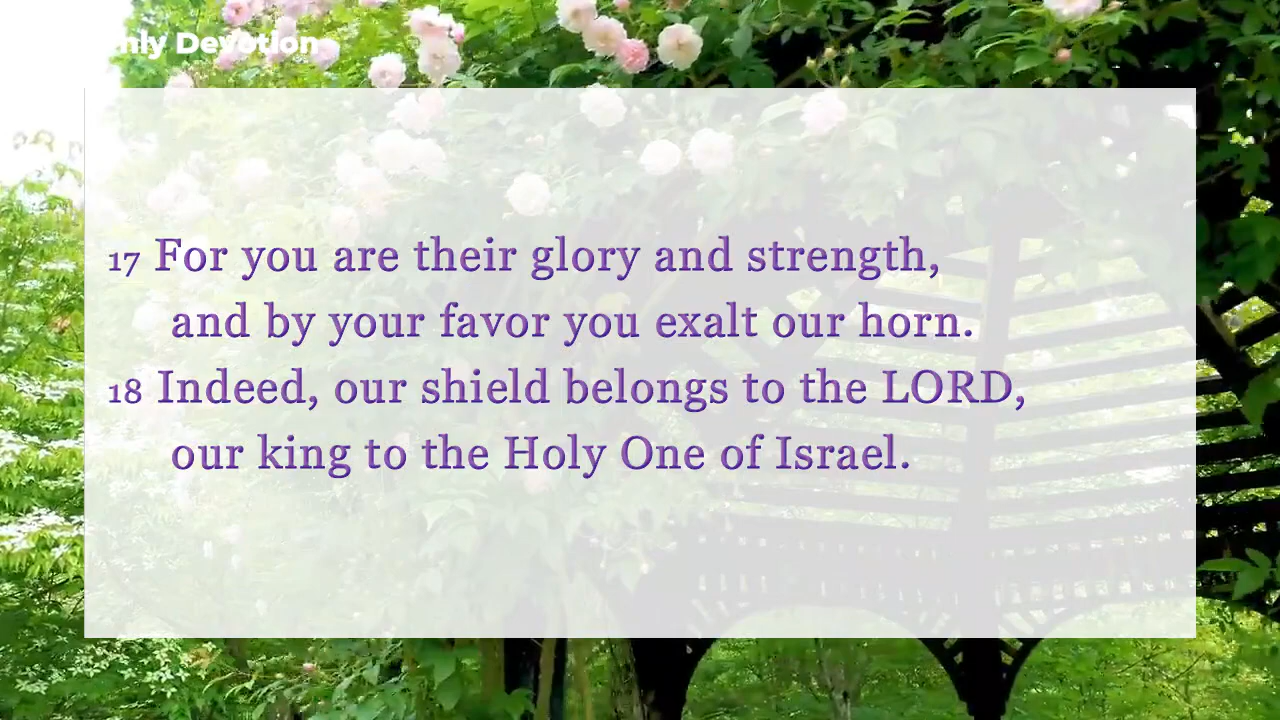 Devotion
17 For you are their glory and strength,
and by your favor you exalt our horn.
18 Indeed, our shield belongs to the LORD,
our king to the Holy One of Israel.